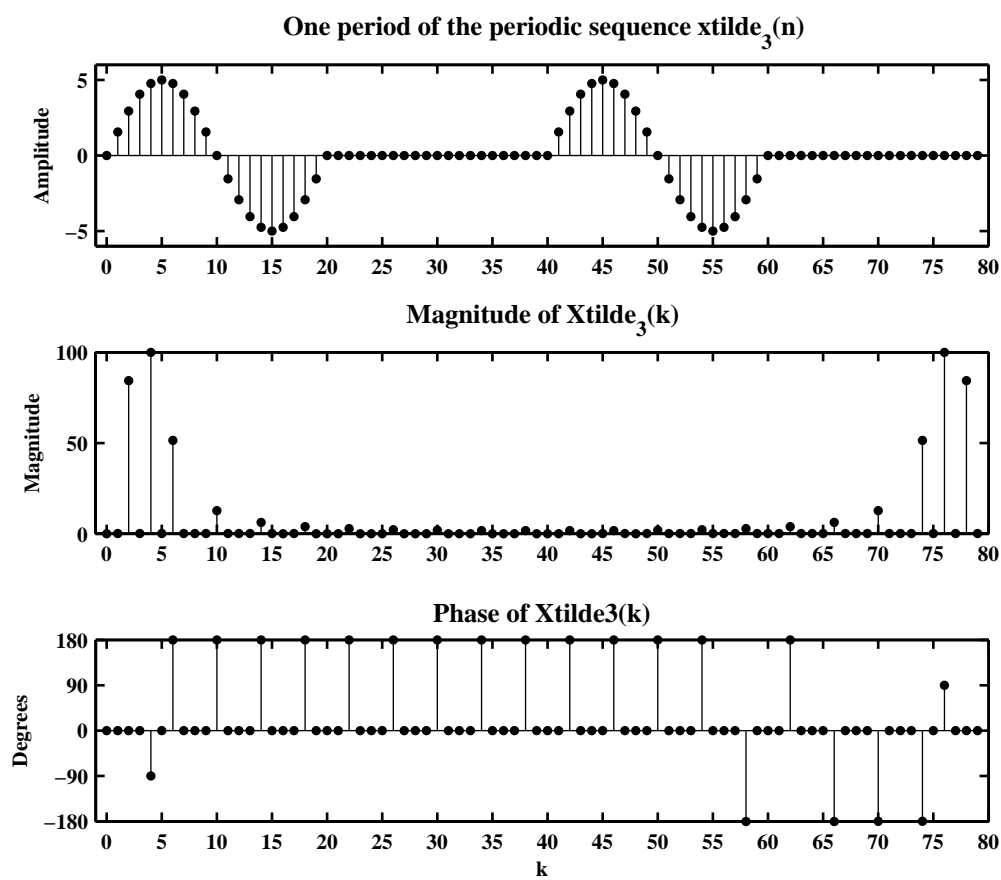 One period of the periodic sequence xtilde₃(n)
Amplitude
5
0
−5
0 5 10 15 20 25 30 35 40 45 50 55 60 65 70 75 80
Magnitude of Xtilde₃(k)
Magnitude
100
50
0
0 5 10 15 20 25 30 35 40 45 50 55 60 65 70 75 80
Phase of Xtilde3(k)
Degrees
180
90
0
−90
−180
0 5 10 15 20 25 30 35 40 45 50 55 60 65 70 75 80
k